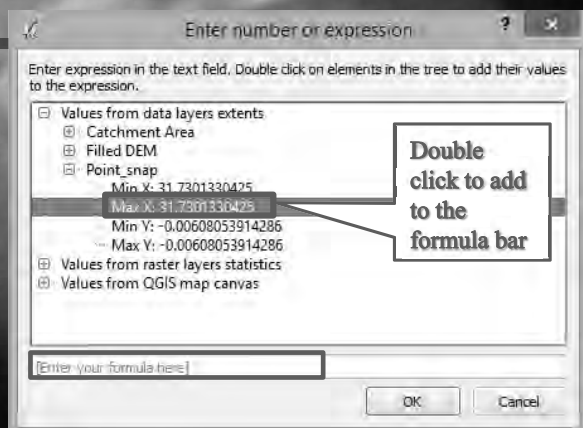 Enter number or expression
?
Enter expression in the text field. Double click on elements in the tree to add their values
to the expression.
Values from data layers extents
Catchment Area
Filled DEM
Point_snap
Min X: 31.7301330425
Max X: 31.7301330425
Min Y: -0.00608053914286
Max Y: -0.00608053914286
Values from raster layers statistics
Values from QGIS map canvas
Double
click to add
to the
formula bar
[Enter your formula here]
OK
Cancel